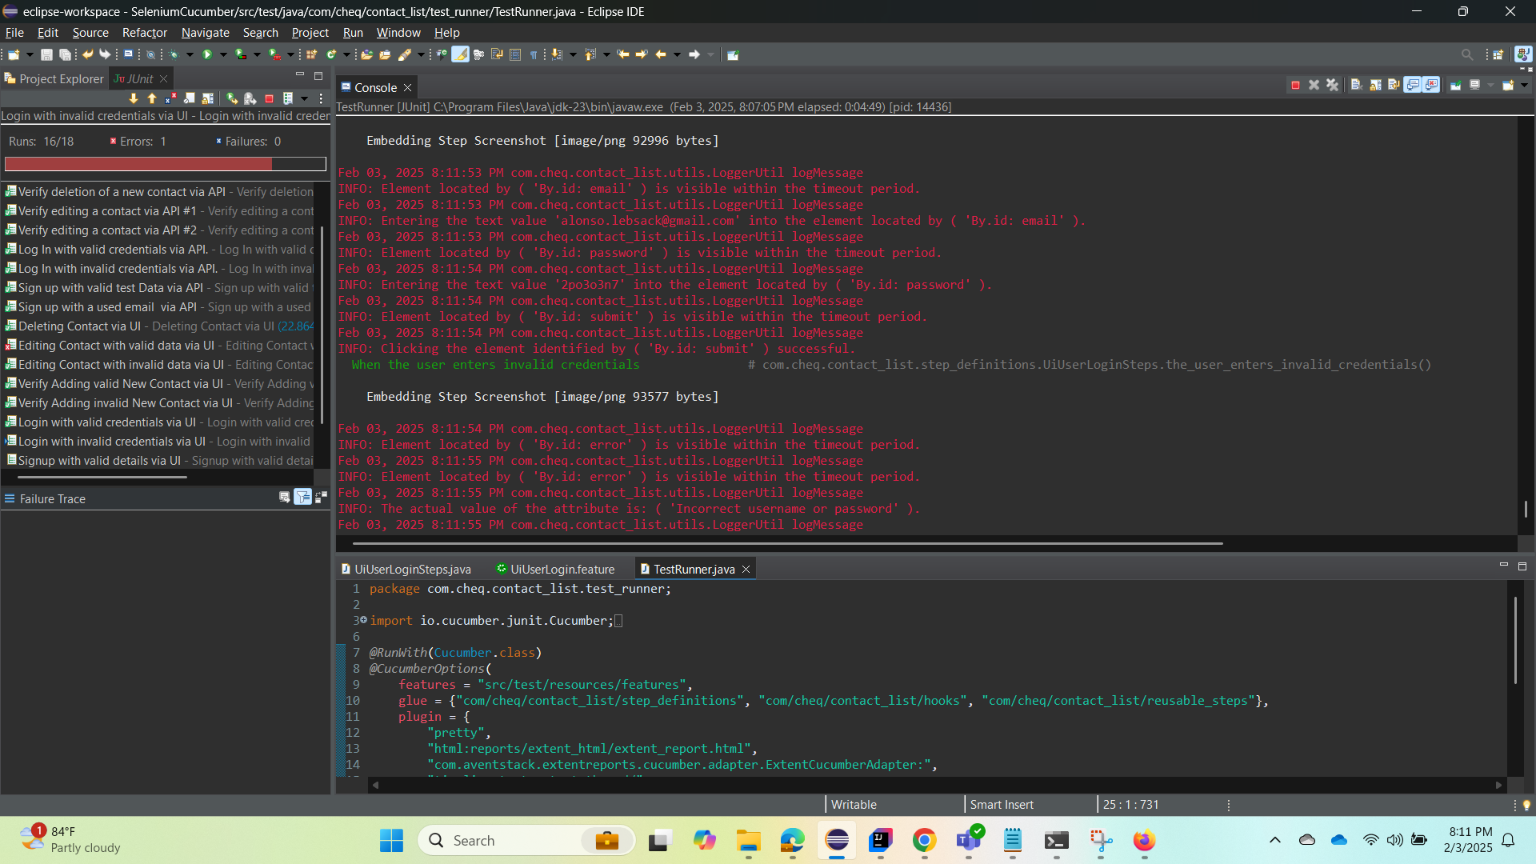 eclipse-workspace - SeleniumCucumber/src/test/java/com/cheq/contact_list/test_runner/TestRunner.java - Eclipse IDE
File Edit Source Refactor Navigate Search Project Run Window Help
Project Explorer JUnit
Login with invalid credentials via UI - Login with invalid creder
Runs: 16/18 Errors: 1 Failures: 0
Verify deletion of a new contact via API - Verify deletion
Verify editing a contact via API #1 - Verify editing a cont
Verify editing a contact via API #2 - Verify editing a cont
Log In with valid credentials via API. - Log In with valid c
Log In with invalid credentials via API. - Log In with inva
Sign up with valid test Data via API - Sign up with valid
Sign up with a used email via API - Sign up with a used
Deleting Contact via UI - Deleting Contact via UI (22.864
Editing Contact with valid data via UI - Editing Contact
Editing Contact with invalid data via UI - Editing Contac
Verify Adding valid New Contact via UI - Verify Adding
Verify Adding invalid New Contact via UI - Verify Adding
Login with valid credentials via UI - Login with valid cred
Login with invalid credentials via UI - Login with invalid
Signup with valid details via UI - Signup with valid detai
Failure Trace
Console
TestRunner [JUnit] C:\Program Files\Java\jdk-23\bin\javaw.exe (Feb 3, 2025, 8:07:05 PM elapsed: 0:04:49) [pid: 14436]
Embedding Step Screenshot [image/png 92996 bytes]
Feb 03, 2025 8:11:53 PM com.cheq.contact_list.utils.LoggerUtil logMessage
INFO: Element located by ( 'By.id: email' ) is visible within the timeout period.
Feb 03, 2025 8:11:53 PM com.cheq.contact_list.utils.LoggerUtil logMessage
INFO: Entering the text value 'alonso.lebsack@gmail.com' into the element located by ( 'By.id: email' ).
Feb 03, 2025 8:11:53 PM com.cheq.contact_list.utils.LoggerUtil logMessage
INFO: Element located by ( 'By.id: password' ) is visible within the timeout period.
Feb 03, 2025 8:11:54 PM com.cheq.contact_list.utils.LoggerUtil logMessage
INFO: Entering the text value '2po3o3n7' into the element located by ( 'By.id: password' ).
Feb 03, 2025 8:11:54 PM com.cheq.contact_list.utils.LoggerUtil logMessage
INFO: Element located by ( 'By.id: submit' ) is visible within the timeout period.
Feb 03, 2025 8:11:54 PM com.cheq.contact_list.utils.LoggerUtil logMessage
INFO: Clicking the element identified by ( 'By.id: submit' ) successful.
When the user enters invalid credentials # com.cheq.contact_list.step_definitions.UiUserLoginSteps.the_user_enters_invalid_credentials()
Embedding Step Screenshot [image/png 93577 bytes]
Feb 03, 2025 8:11:54 PM com.cheq.contact_list.utils.LoggerUtil logMessage
INFO: Element located by ( 'By.id: error' ) is visible within the timeout period.
Feb 03, 2025 8:11:55 PM com.cheq.contact_list.utils.LoggerUtil logMessage
INFO: Element located by ( 'By.id: error' ) is visible within the timeout period.
Feb 03, 2025 8:11:55 PM com.cheq.contact_list.utils.LoggerUtil logMessage
INFO: The actual value of the attribute is: ( 'Incorrect username or password' ).
Feb 03, 2025 8:11:55 PM com.cheq.contact_list.utils.LoggerUtil logMessage
UiUserLoginSteps.java UiUserLogin.feature TestRunner.java
1 package com.cheq.contact_list.test_runner;
2
3 import io.cucumber.junit.Cucumber;
6
7 @RunWith(Cucumber.class)
8 @CucumberOptions(
9 features = "src/test/resources/features",
10 glue = {"com/cheq/contact_list/step_definitions", "com/cheq/contact_list/hooks", "com/cheq/contact_list/reusable_steps"},
11 plugin = {
12 "pretty",
13 "html:reports/extent_html/extent_report.html",
14 "com.aventstack.extentreports.cucumber.adapter.ExtentCucumberAdapter:",
Writable Smart Insert 25 : 1 : 731
1 84°F
Partly cloudy
Search
8:11 PM
2/3/2025